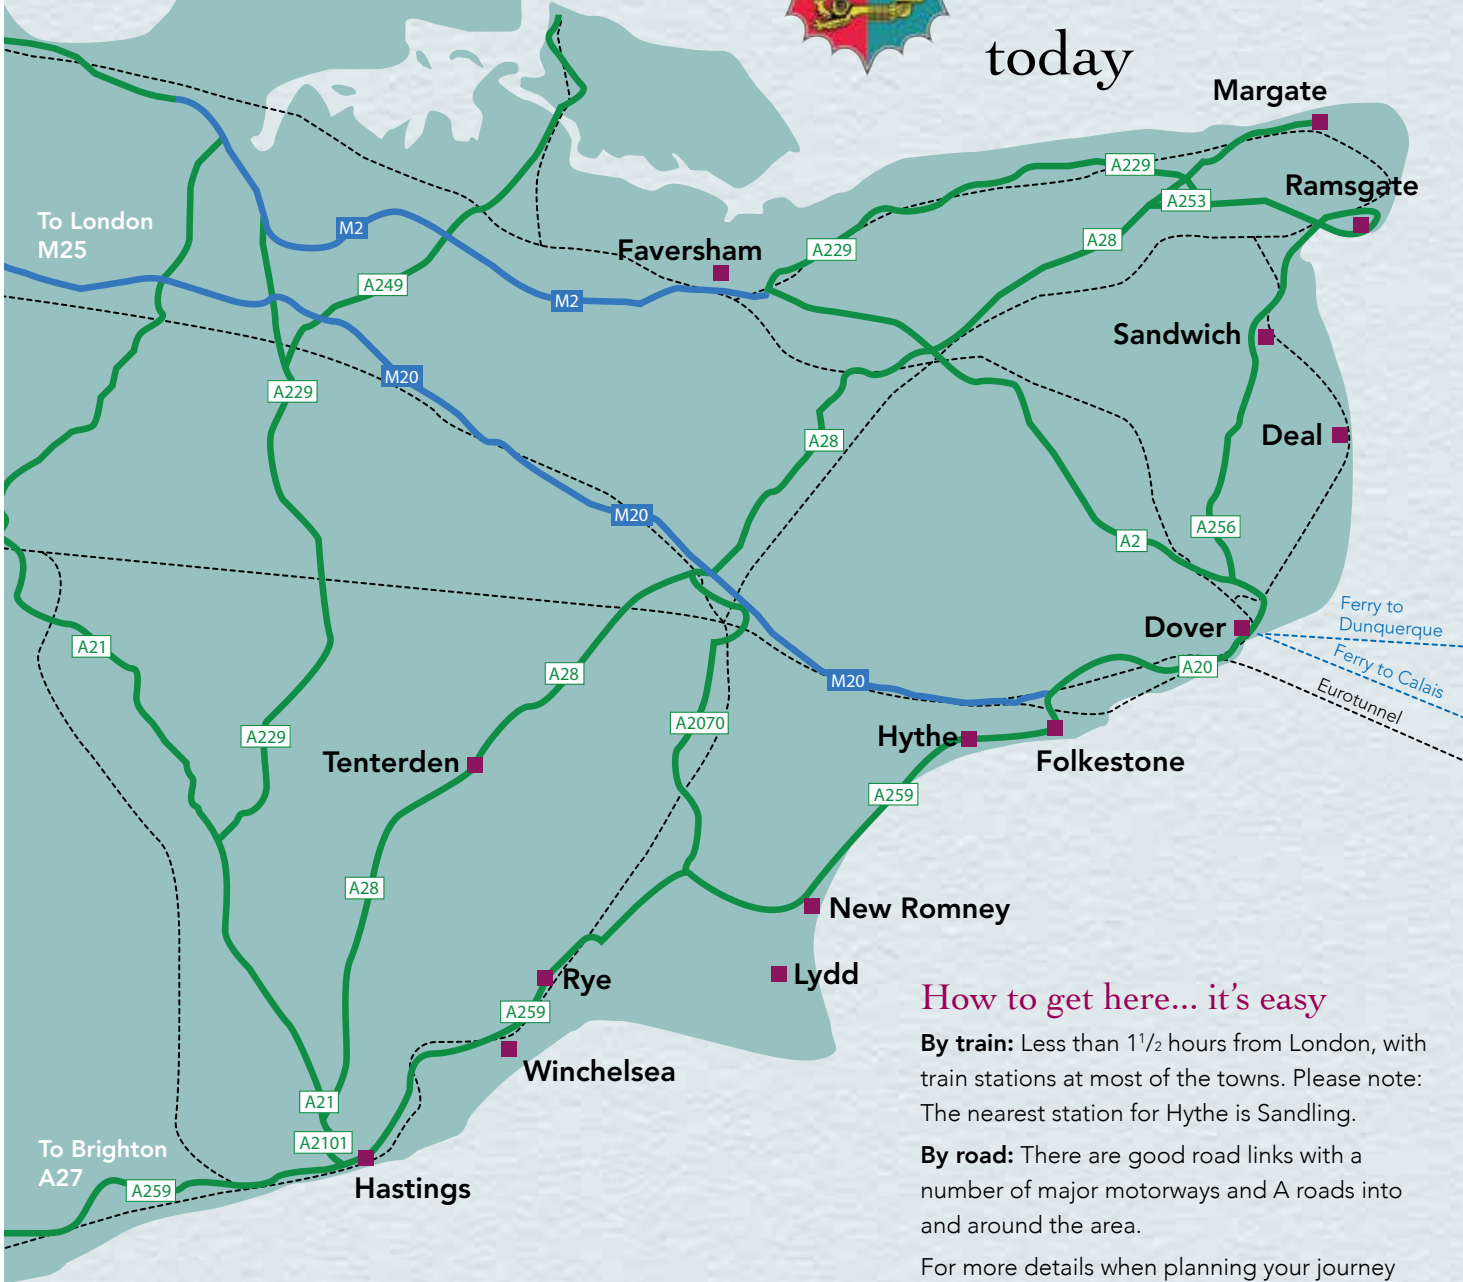 today
Margate
A229
Ramsgate
A253
To London
M25
M2
Faversham
A229
A28
A249
M2
Sandwich
M20
A229
Deal
A28
M20
A256
A2
Ferry to
Dunquerque
Dover
A21
Ferry to Calais
A20
A28
M20
Eurotunnel
A2070
A229
Hythe
Tenterden
Folkestone
A259
A28
New Romney
Lydd
Rye
A259
Winchelsea
A21
A2101
To Brighton
A27
A259
Hastings
How to get here... it’s easy
By train: Less than 1 1/2 hours from London, with
train stations at most of the towns. Please note:
The nearest station for Hythe is Sandling.
By road: There are good road links with a
number of major motorways and A roads into
and around the area.
For more details when planning your journey